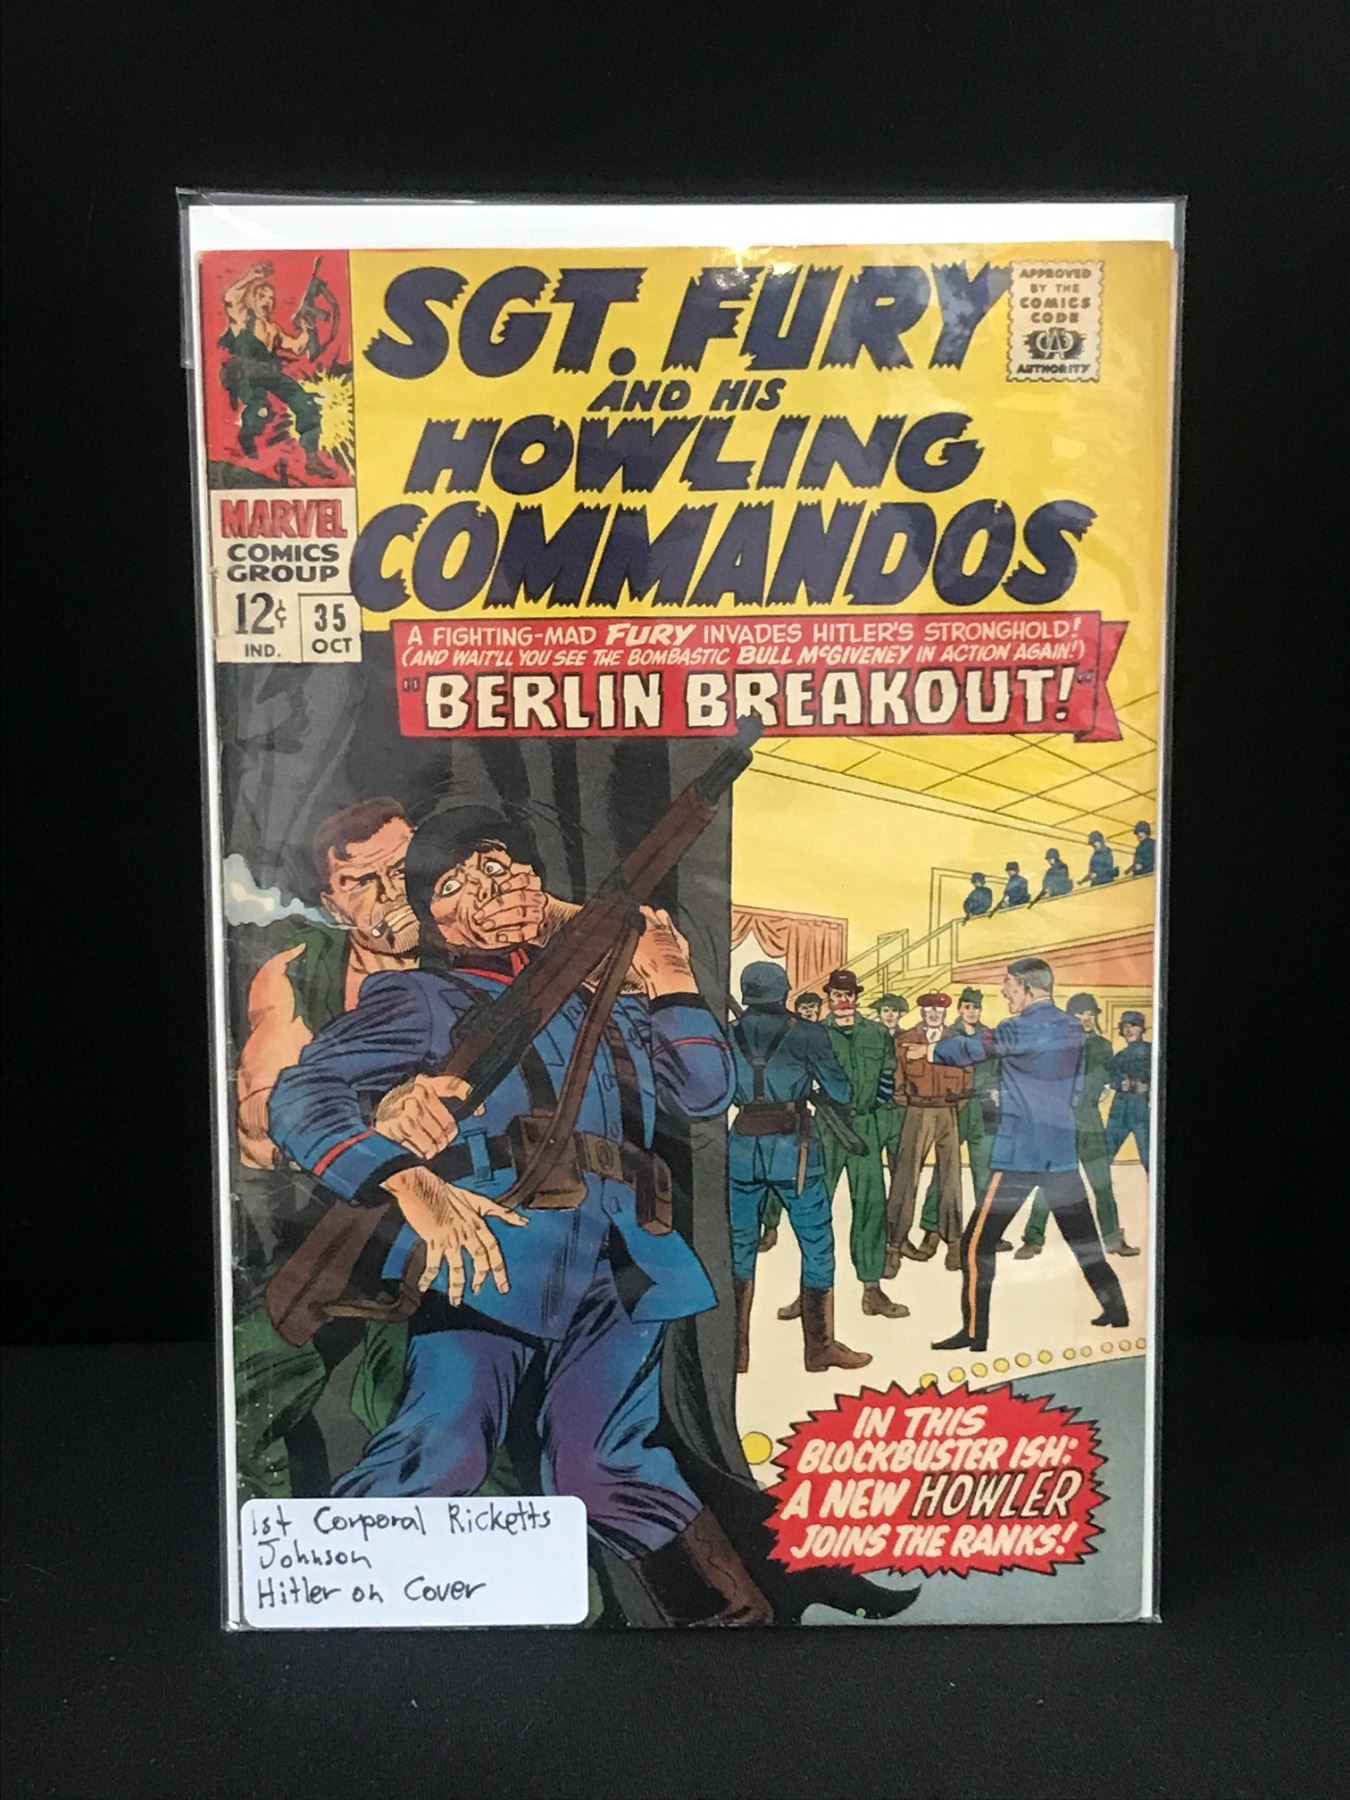 SGT. FURY
AND HIS
HOWLING
COMMANDOS
APPROVED
BY THE
COMICS
CODE
CA
AUTHORITY
MARVEL
COMICS
GROUP
12¢
IND.
35
OCT
A FIGHTING-MAD FURY INVADES HITLER'S STRONGHOLD!
(AND WAIT'LL YOU SEE THE BOMBASTIC BULL McGIVENEY IN ACTION AGAIN!)
"BERLIN BREAKOUT!"
IN THIS
BLOCKBUSTER ISH:
A NEW HOWLER
JOINS THE RANKS!
1st Corporal Ricketts
Johnson
Hitler on Cover